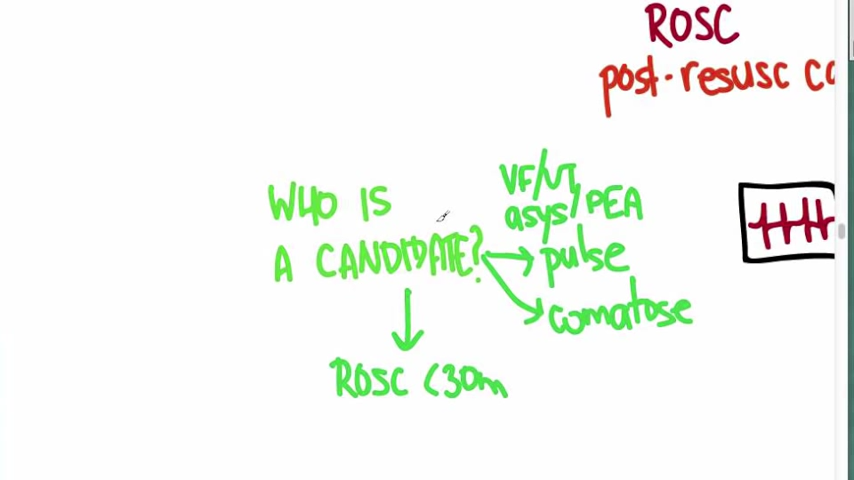 ROSC
post-resusc
WHO IS
A CANDIDATE?
VF/VT/
asys/PEA
pulse
comatose
ROSC <30m